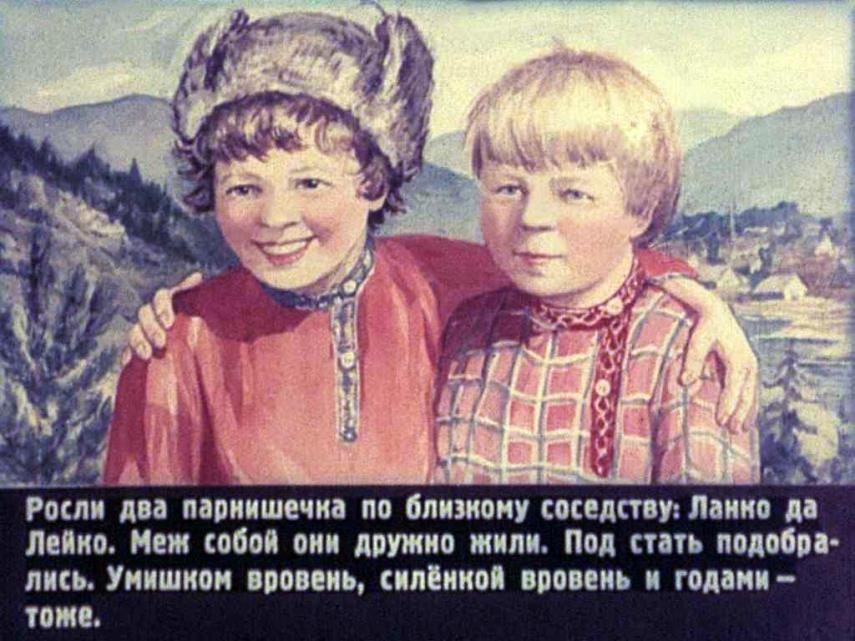 Росли два парнишечка по близкому соседству: Ланко да
Лейко. Меж собой они дружно жили. Под стать подобра-
лись. Умишком вровень, силёнкой вровень и годами –
тоже.